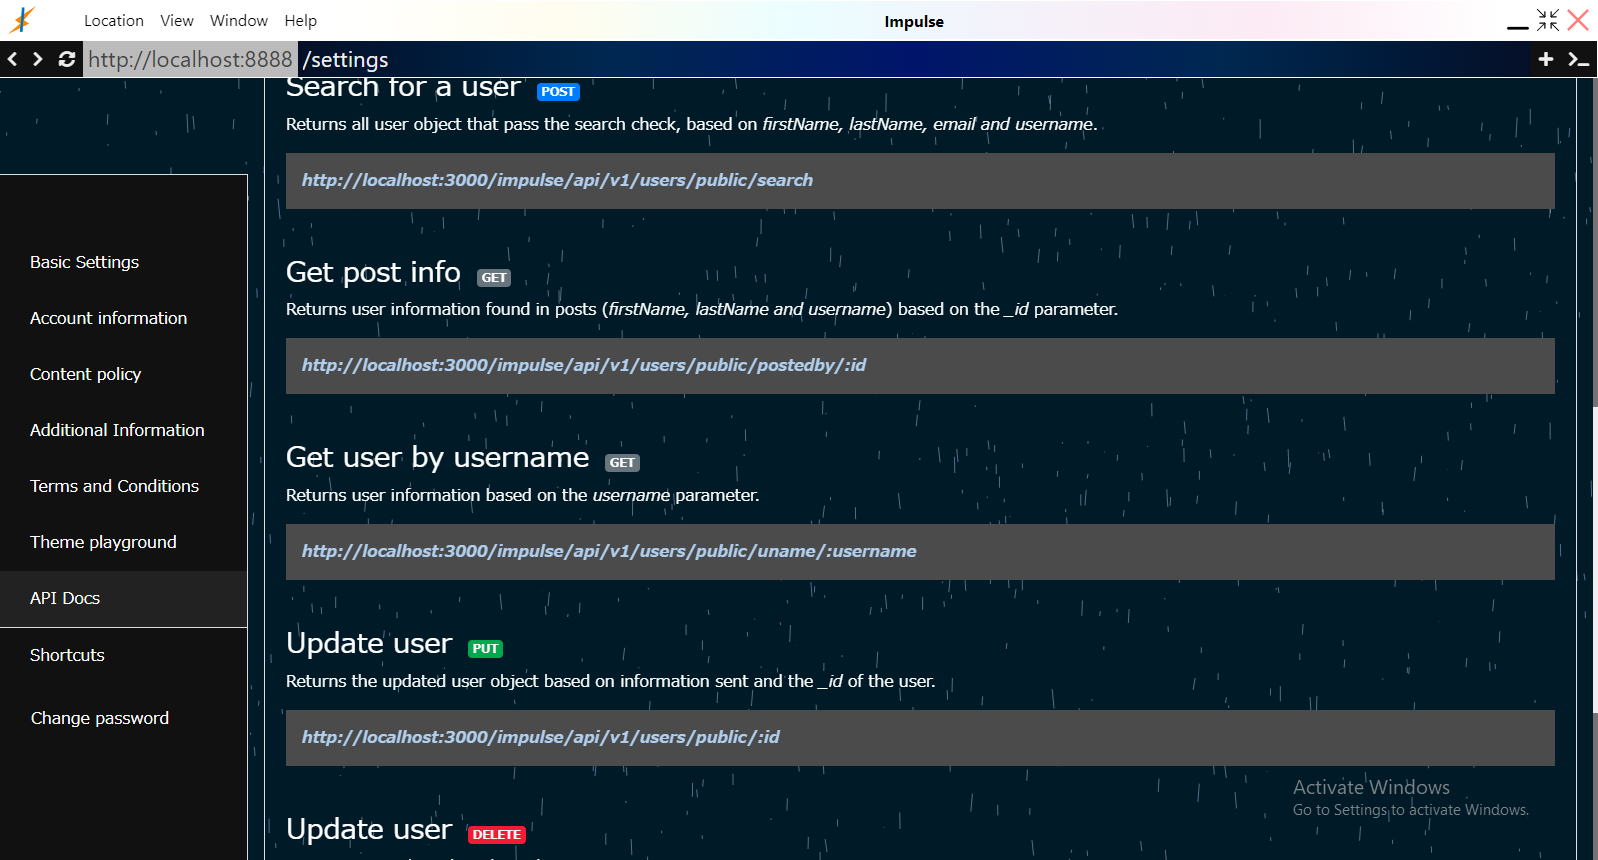 Location View Window Help
Impulse
http://localhost:8888 /settings
Search for a user POST
Returns all user object that pass the search check, based on firstName, lastName, email and username.
http://localhost:3000/impulse/api/v1/users/public/search
Get post info GET
Returns user information found in posts (firstName, lastName and username) based on the _id parameter.
http://localhost:3000/impulse/api/v1/users/public/postedby/:id
Get user by username GET
Returns user information based on the username parameter.
http://localhost:3000/impulse/api/v1/users/public/uname/:username
Update user PUT
Returns the updated user object based on information sent and the _id of the user.
http://localhost:3000/impulse/api/v1/users/public/:id
Update user DELETE
Basic Settings
Account information
Content policy
Additional Information
Terms and Conditions
Theme playground
API Docs
Shortcuts
Change password
Activate Windows
Go to Settings to activate Windows.